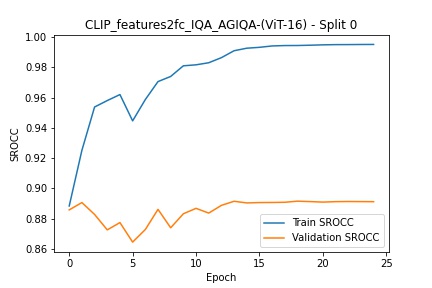 CLIP_features2fc_IQA_AGIQA-(ViT-16) - Split 0
1.00
0.98
0.96
0.94
0.92
0.90
0.88
0.86
SROCC
Train SROCC
Validation SROCC
0 5 10 15 20 25
Epoch